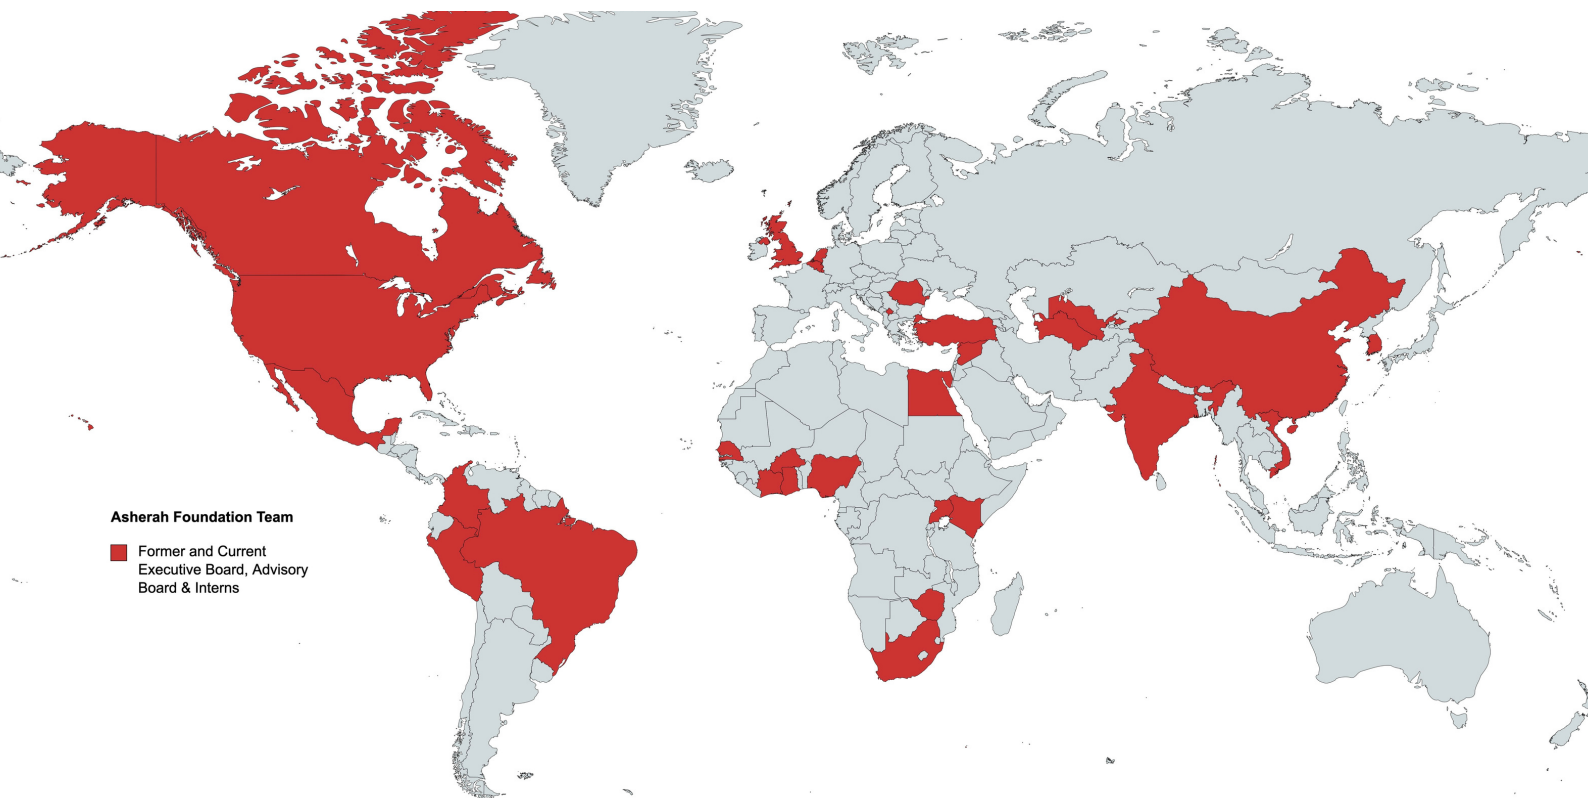 Asherah Foundation Team
Former and Current
Executive Board, Advisory
Board & Interns